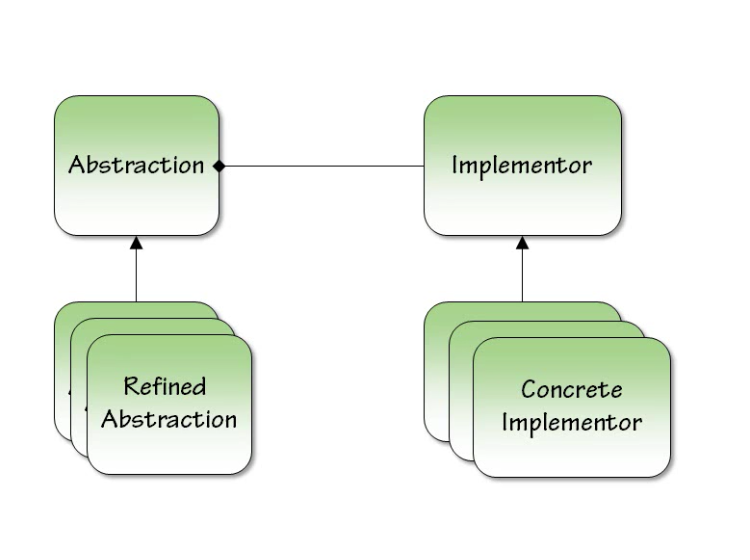 Abstraction
Implementor
Refined
Abstraction
Concrete
Implementor